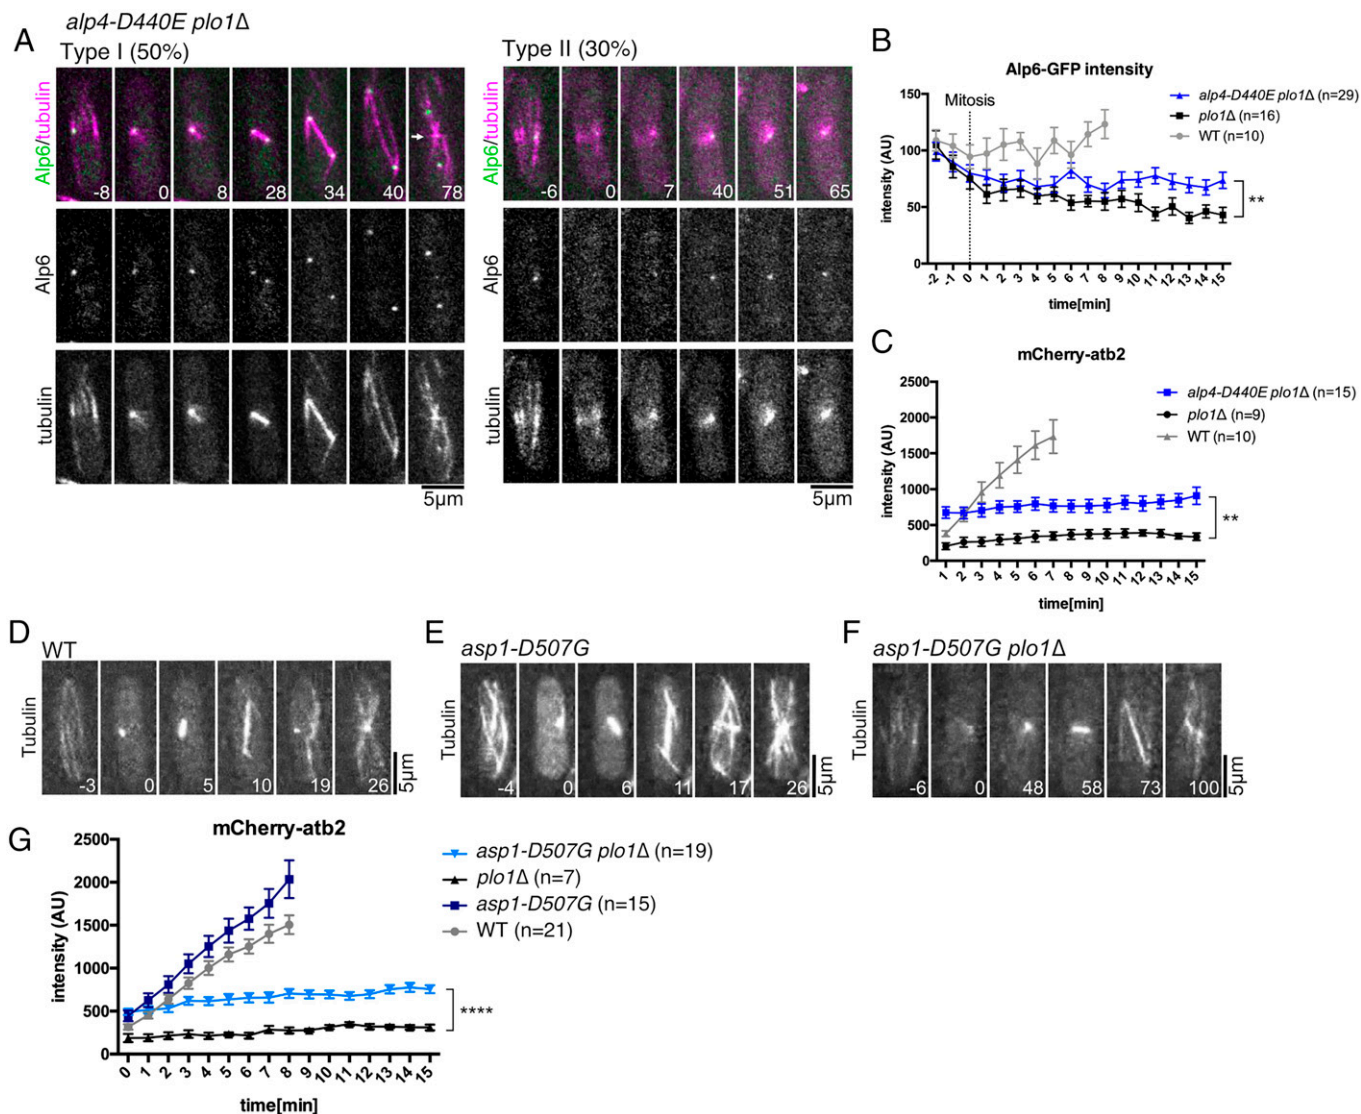 A
alp4-D440E plo1Δ
Type I (50%)
Type II (30%)
Alp6/tubulin
-8 0 8 28 34 40 78
Alp6/tubulin
-6 0 7 40 51 65
Alp6
Alp6
tubulin
tubulin
5μm
5μm
B
Alp6-GFP intensity
Mitosis
intensity (AU)
150
100
50
0
-2 -1 0 1 2 3 4 5 6 7 8 9 10 11 12 13 14 15
time[min]
alp4-D440E plo1Δ (n=29)
plo1Δ (n=16)
WT (n=10)
**
C
mCherry-atb2
intensity (AU)
2500
2000
1500
1000
500
0
1 2 3 4 5 6 7 8 9 10 11 12 13 14 15
time[min]
alp4-D440E plo1Δ (n=15)
plo1Δ (n=9)
WT (n=10)
**
D
WT
Tubulin
-3 0 5 10 19 26
5μm
E
asp1-D507G
Tubulin
-4 0 6 11 17 26
5μm
F
asp1-D507G plo1Δ
Tubulin
-6 0 48 58 73 100
5μm
G
mCherry-atb2
intensity (AU)
2500
2000
1500
1000
500
0
0 1 2 3 4 5 6 7 8 9 10 11 12 13 14 15
time[min]
asp1-D507G plo1Δ (n=19)
plo1Δ (n=7)
asp1-D507G (n=15)
WT (n=21)
****